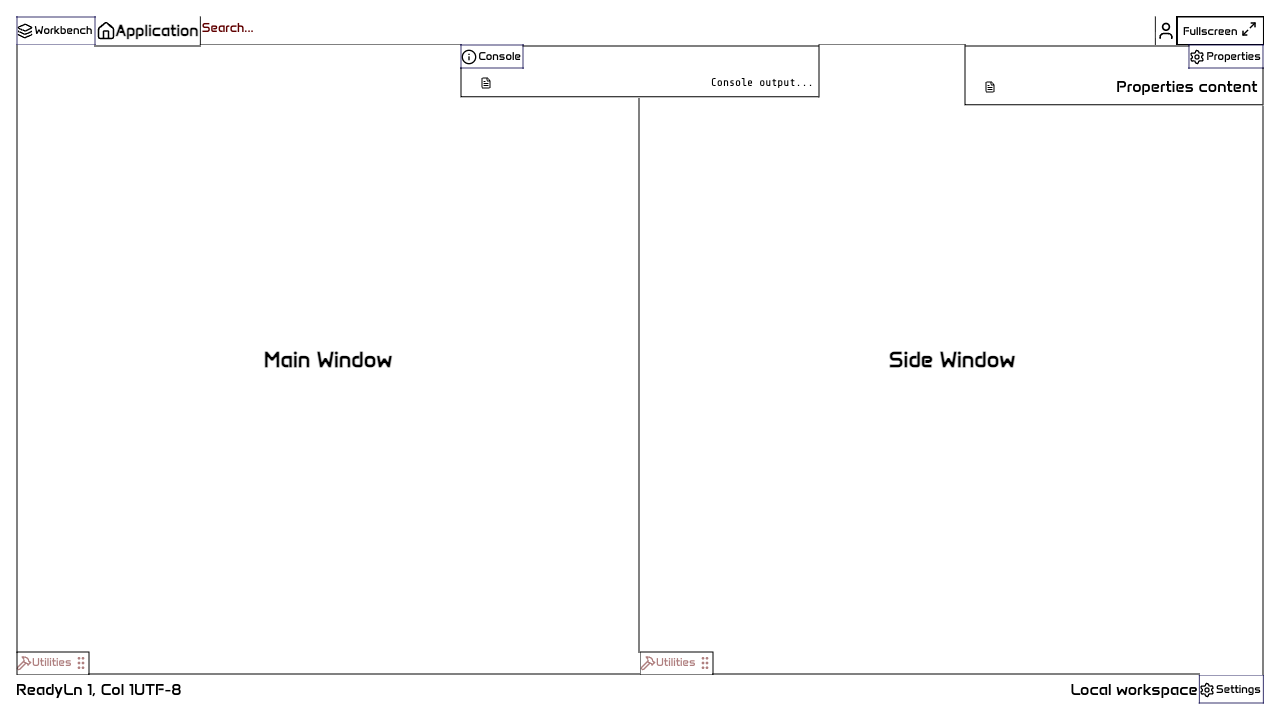 Workbench
Application
Search...
Fullscreen
Console
Console output...
Properties
Properties content
Main Window
Side Window
Utilities
Utilities
ReadyLn 1, Col 1UTF-8
Local workspace
Settings